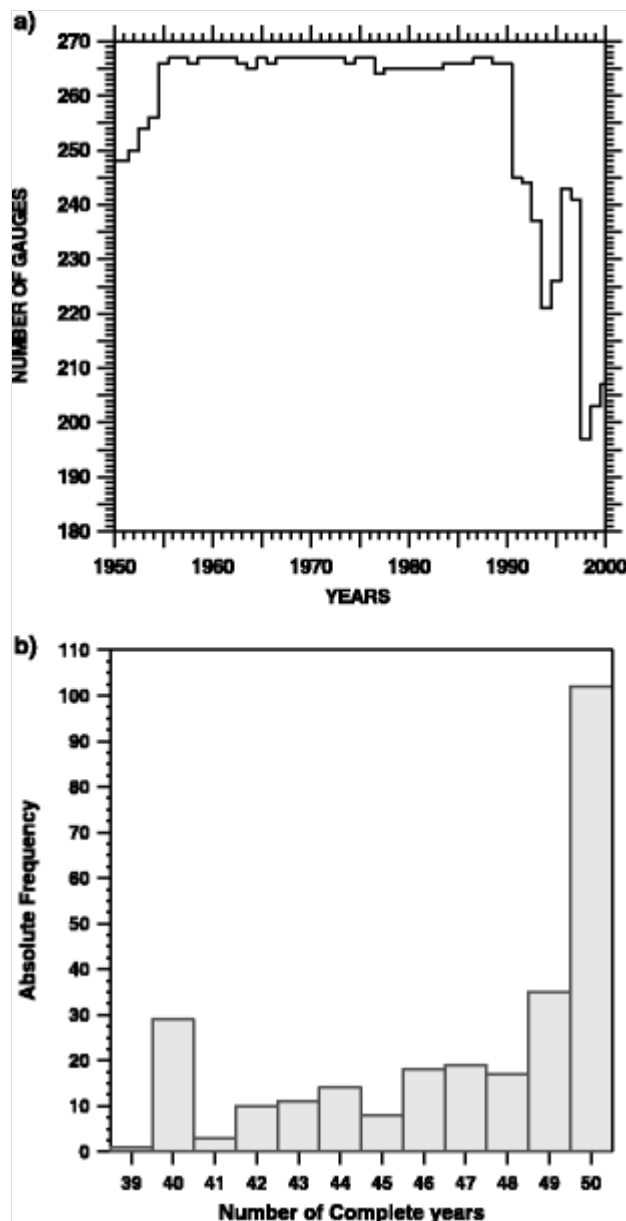 a)
270
260
250
240
230
220
210
200
190
180
NUMBER OF GAUGES
1950 1960 1970 1980 1990 2000
YEARS
b)
110
100
90
80
70
60
50
40
30
20
10
0
Absolute Frequency
39 40 41 42 43 44 45 46 47 48 49 50
Number of Complete years